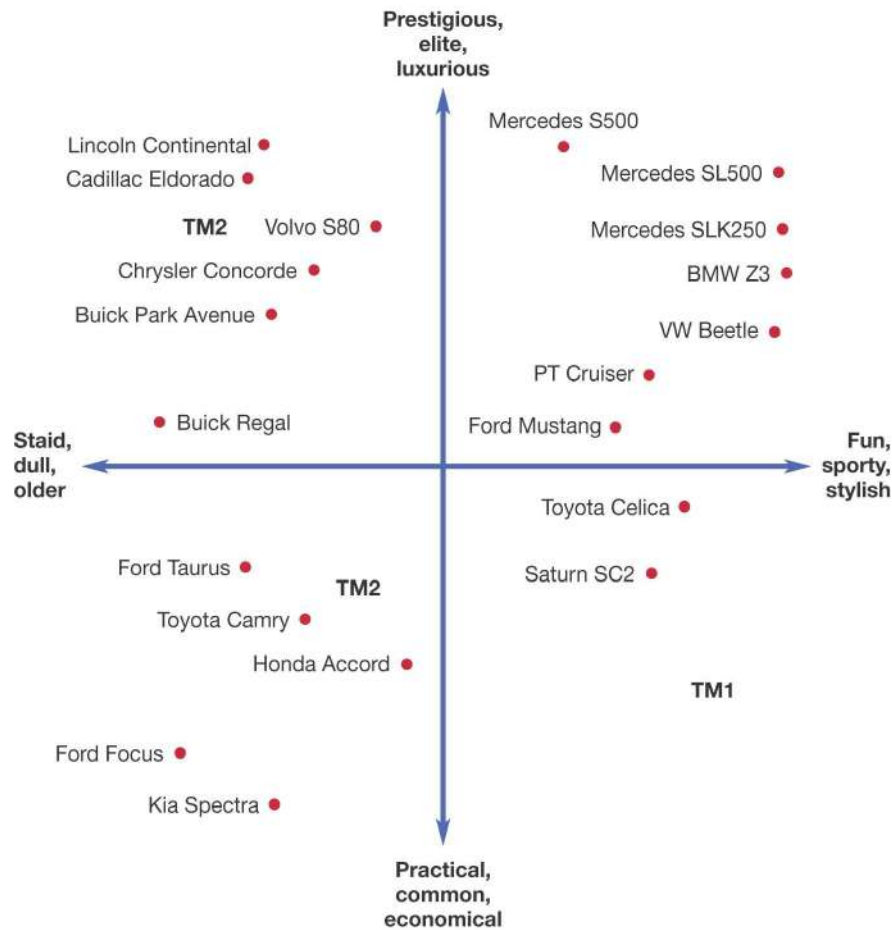 Prestigious,
elite,
luxurious
Mercedes S500
Lincoln Continental
Mercedes SL500
Cadillac Eldorado
TM2
Volvo S80
Mercedes SLK250
Chrysler Concorde
BMW Z3
Buick Park Avenue
VW Beetle
PT Cruiser
Buick Regal
Ford Mustang
Staid,
dull,
older
Fun,
sporty,
stylish
Toyota Celica
Ford Taurus
Saturn SC2
TM2
Toyota Camry
Honda Accord
TM1
Ford Focus
Kia Spectra
Practical,
common,
economical